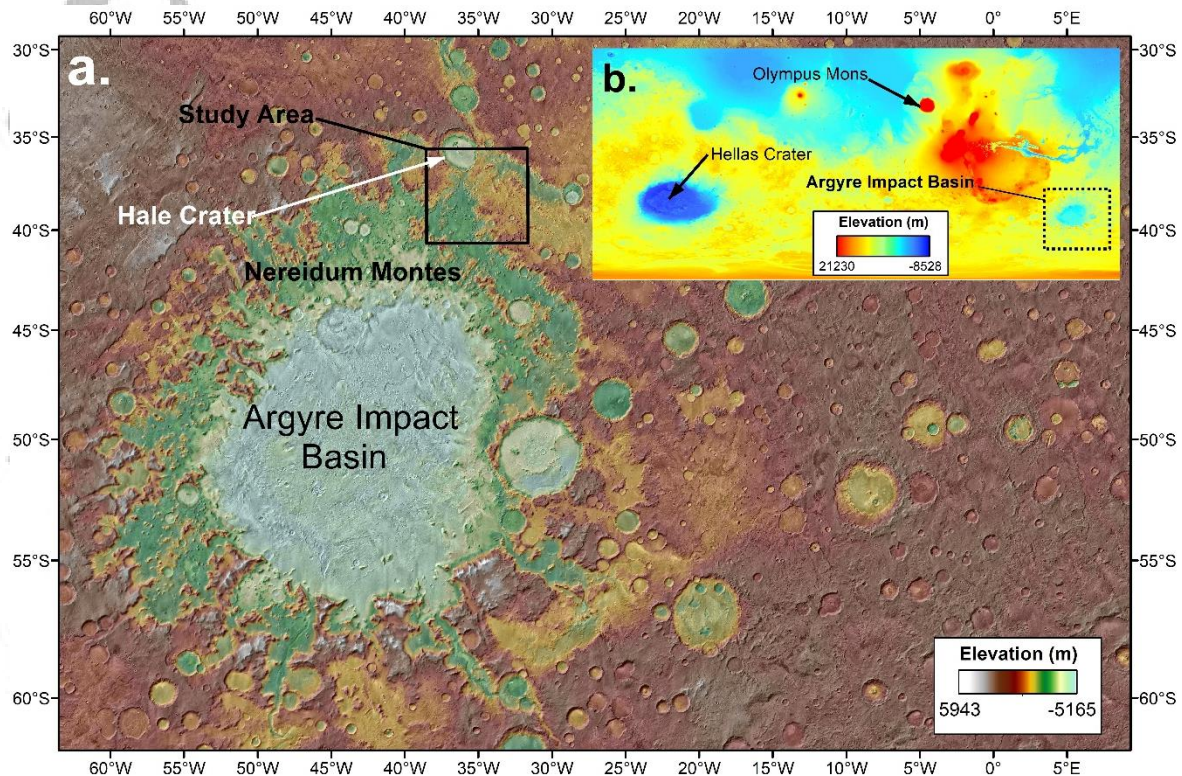 60°W 55°W 50°W 45°W 40°W 35°W 30°W 25°W 20°W 15°W 10°W 5°W 0° 5°E
30°S 30°S
a.
b.
Olympus Mons
Study Area
35°S 35°S
Hellas Crater
Argyre Impact Basin
Hale Crater
Elevation (m)
21230 -8528
40°S 40°S
Nereidum Montes
45°S 45°S
Argyre Impact
Basin
50°S 50°S
55°S 55°S
Elevation (m)
5943 -5165
60°S 60°S
60°W 55°W 50°W 45°W 40°W 35°W 30°W 25°W 20°W 15°W 10°W 5°W 0° 5°E